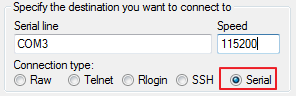 Specify the destination you want to connect to
Serial line Speed
COM3 115200
Connection type:
Raw Telnet Rlogin SSH Serial